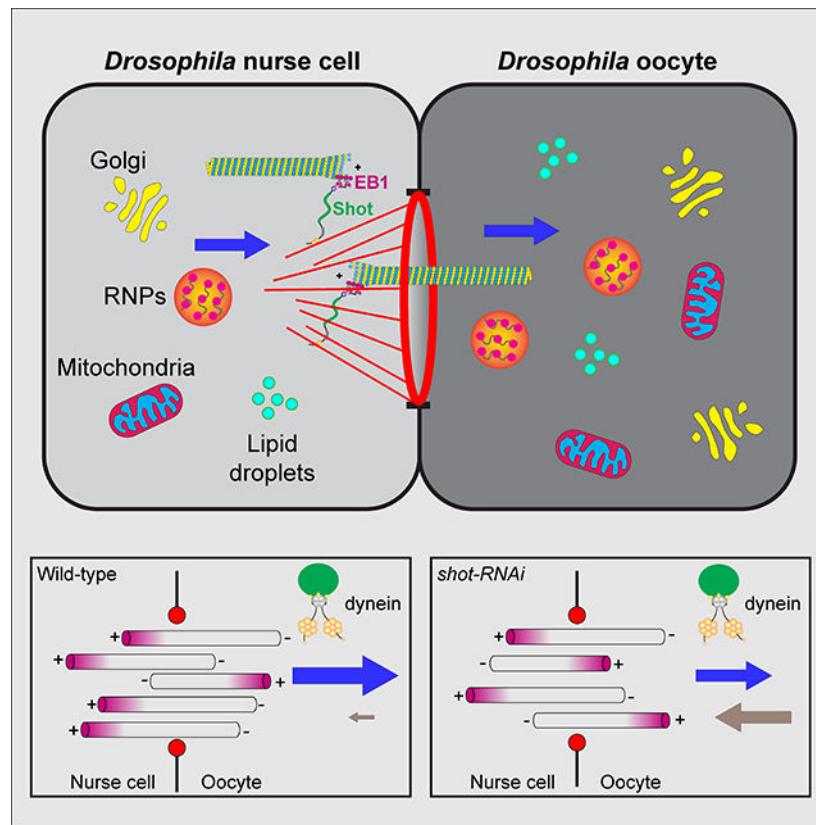 Drosophila nurse cell
Drosophila oocyte
Golgi
+
EB1
Shot
+
RNPs
Mitochondria
Lipid
droplets
Wild-type
dynein
+
-
+
-
-
+
+
-
+
-
Nurse cell
Oocyte
shot-RNAi
dynein
+
-
-
+
+
-
-
+
Nurse cell
Oocyte